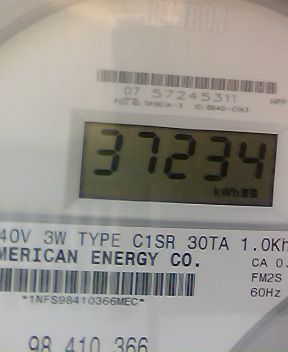 CENTRON
07 57245311
37234
kWh
40V 3W TYPE C1SR 30TA 1.0Kh
MERICAN ENERGY CO.
CA 0.
FM2S
60Hz
*1NFS98410366MEC*
98 410 366